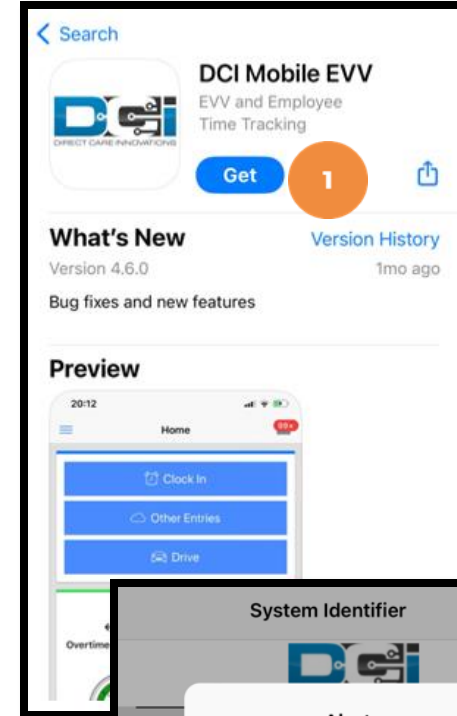 Search
DCI Mobile EVV
EVV and Employee
Time Tracking
DCI
DIRECT CARE INNOVATIONS
Get
1
What's New
Version History
Version 4.6.0
1mo ago
Bug fixes and new features
Preview
20:12
Home
99+
Clock In
Other Entries
Drive
Overtime
System Identifier